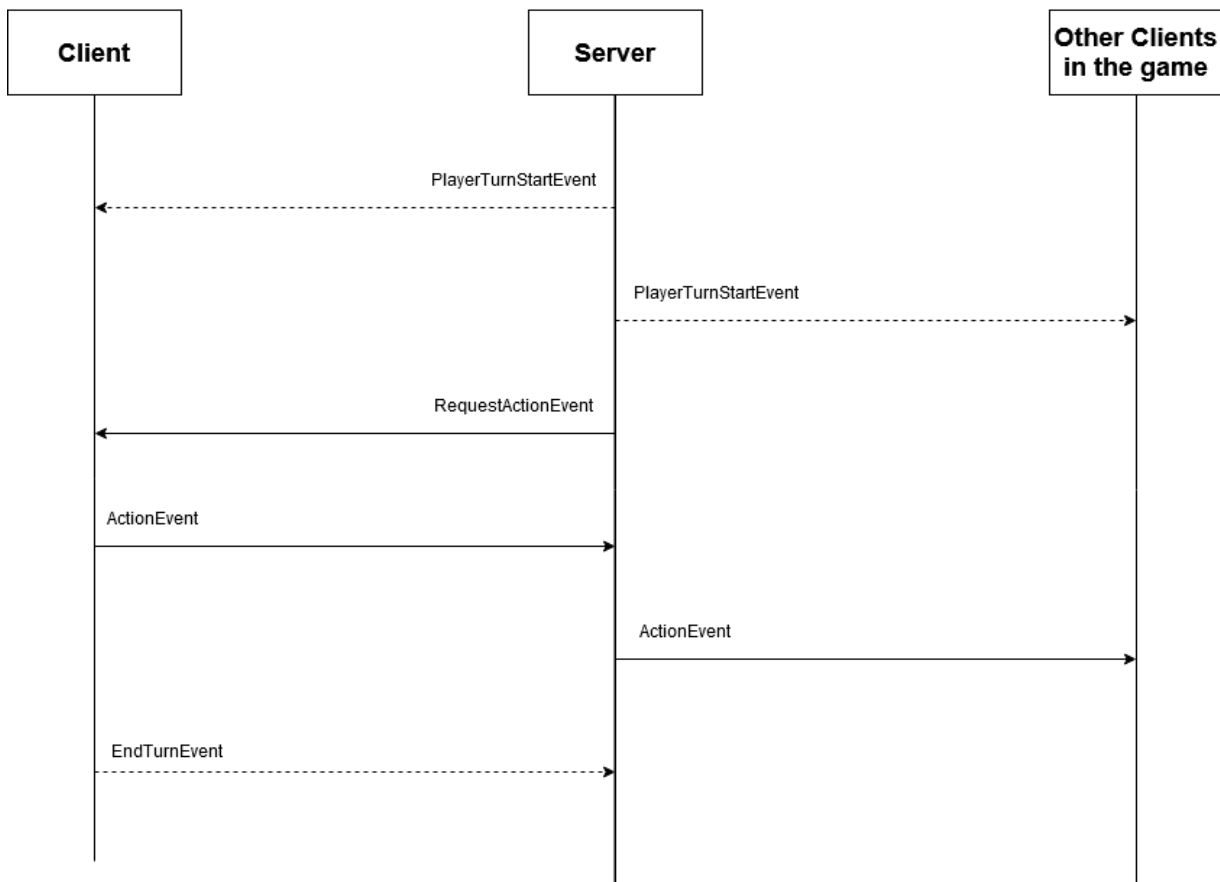 Client
Server
Other Clients
in the game
PlayerTurnStartEvent
PlayerTurnStartEvent
RequestActionEvent
ActionEvent
ActionEvent
EndTurnEvent